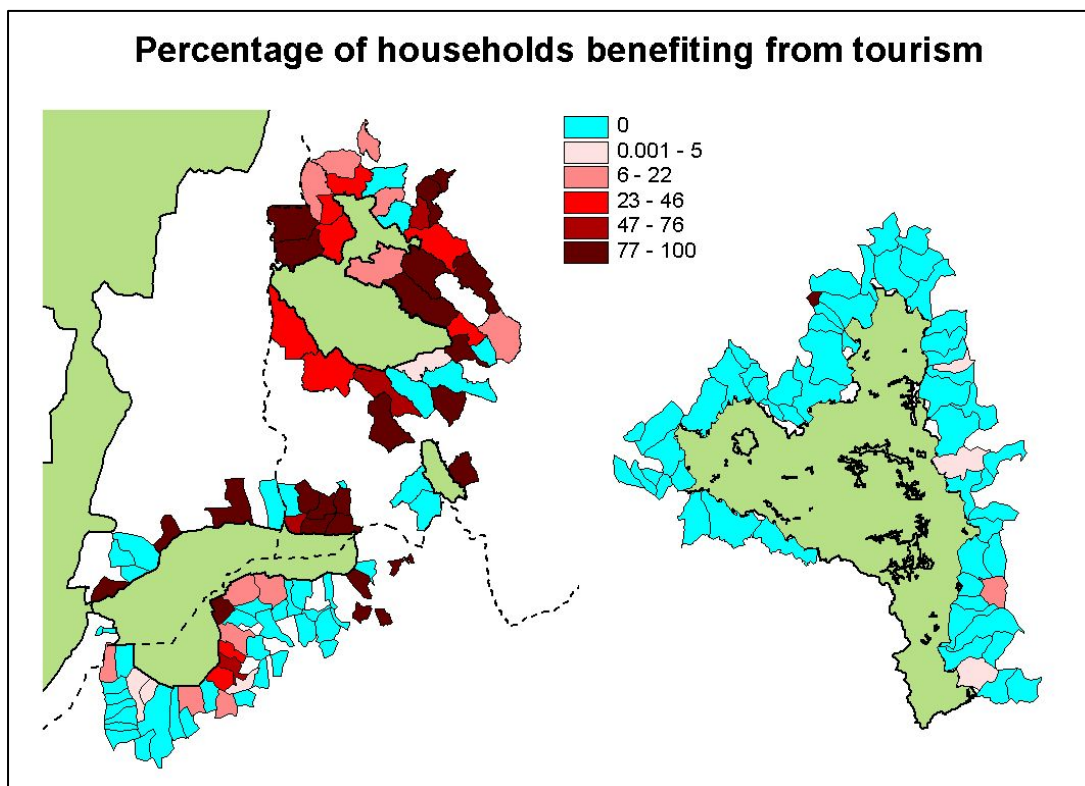 Percentage of households benefiting from tourism
0
0.001 - 5
6 - 22
23 - 46
47 - 76
77 - 100